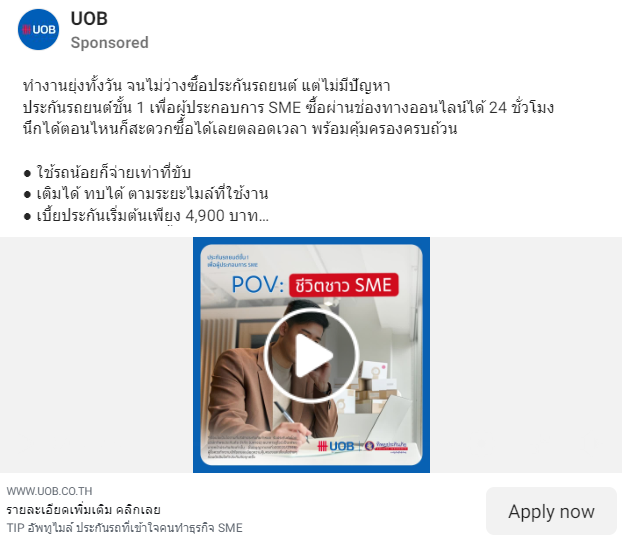 UOB
UOB
Sponsored
ทำงานยุ่งทั้งวัน จนไม่ว่างซื้อประกันรถยนต์ แต่ไม่มีปัญหา
ประกันรถยนต์ชั้น 1 เพื่อผู้ประกอบการ SME ซื้อผ่านช่องทางออนไลน์ได้ 24 ชั่วโมง
นึกได้ตอนไหนก็สะดวกซื้อได้เลยตลอดเวลา พร้อมคุ้มครองครบถ้วน
● ใช้รถน้อยก็จ่ายเท่าที่ขับ
● เติมได้ ทบได้ ตามระยะไมล์ที่ใช้งาน
● เบี้ยประกันเริ่มต้นเพียง 4,900 บาท...
ประกันรถยนต์ชั้น 1
เพื่อผู้ประกอบการ SME
POV: ชีวิตชาว SME
UOB ทิพยประกันภัย
WWW.UOB.CO.TH
รายละเอียดเพิ่มเติม คลิกเลย
TIP อัพทูไมล์ ประกันรถที่เข้าใจคนทำธุรกิจ SME
Apply now